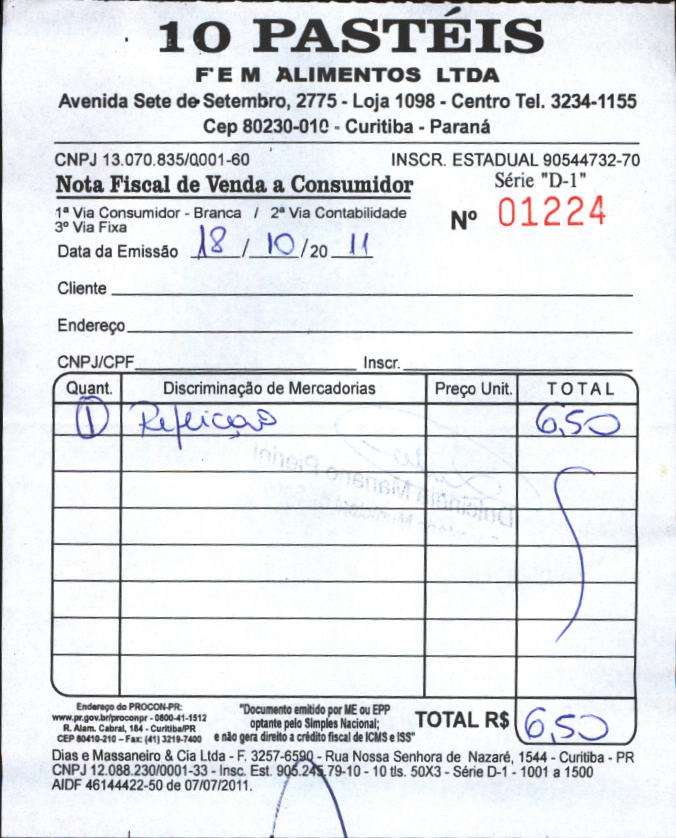 10 PASTÉIS
F E M ALIMENTOS LTDA
Avenida Sete de Setembro, 2775 - Loja 1098 - Centro Tel. 3234-1155
Cep 80230-010 - Curitiba - Paraná
CNPJ 13.070.835/0001-60 INSCR. ESTADUAL 90544732-70
Nota Fiscal de Venda a Consumidor Série "D-1"
1ª Via Consumidor - Branca / 2ª Via Contabilidade
3º Via Fixa
Nº 01224
Data da Emissão 18 / 10 / 20 11
Cliente
Endereço
CNPJ/CPF Inscr.
Quant. Discriminação de Mercadorias Preço Unit. TOTAL
1 Refeição 6,50
Dulcinéia Mariano Piorini
Endereço do PROCON-PR:
www.pr.gov.br/proconpr - 0800-41-1512
R. Alam. Cabral, 184 - Curitiba/PR
CEP 80410-210 - Fax: (41) 3219-7400
"Documento emitido por ME ou EPP
optante pelo Simples Nacional;
e não gera direito a crédito fiscal de ICMS e ISS"
TOTAL R$ 6,50
Dias e Massaneiro & Cia Ltda - F. 3257-6590 - Rua Nossa Senhora de Nazaré, 1544 - Curitiba - PR
CNPJ 12.088.230/0001-33 - Insc. Est. 905.245.79-10 - 10 tls. 50X3 - Série D-1 - 1001 a 1500
AIDF 46144422-50 de 07/07/2011.